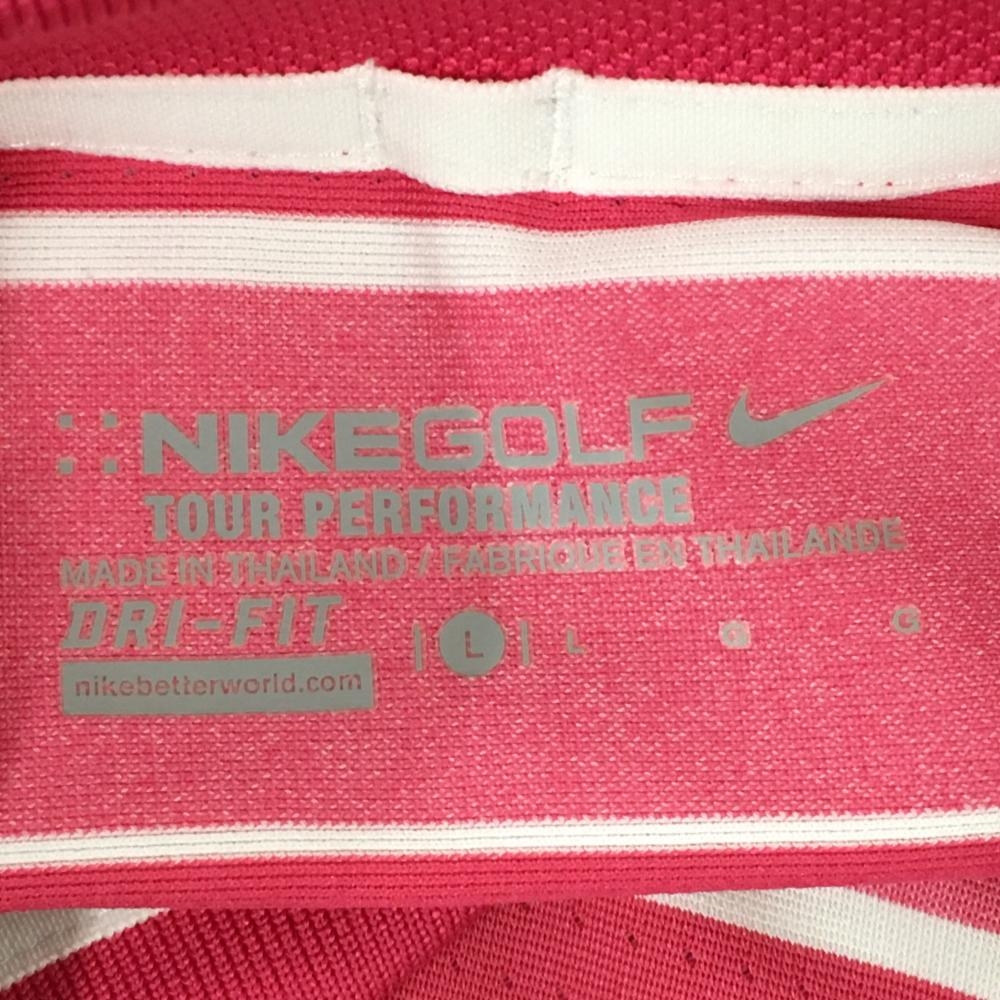 NIKEGOLF
TOUR PERFORMANCE
MADE IN THAILAND / FABRIQUE EN THAILANDE
DRI-FIT
L L G G
nikebetterworld.com